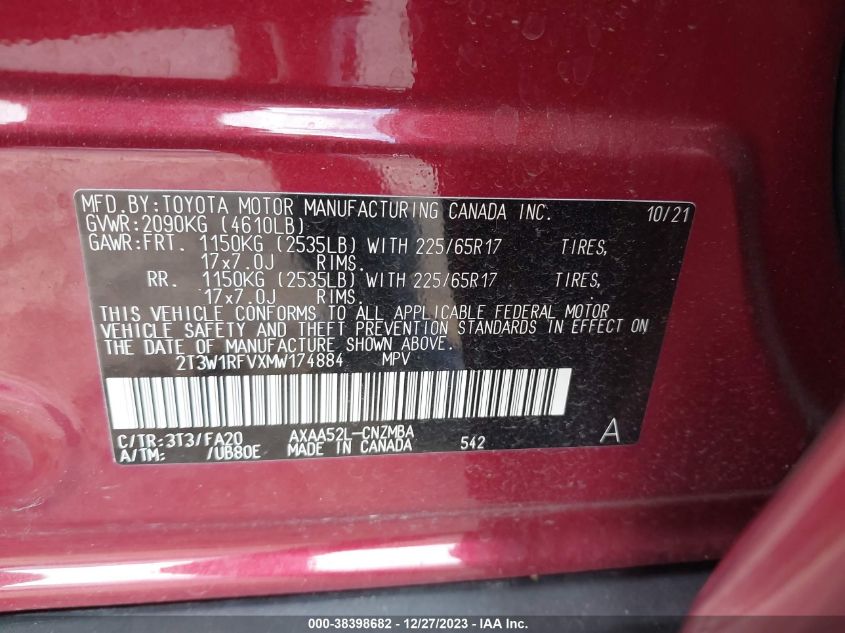 MFD.BY:TOYOTA MOTOR MANUFACTURING CANADA INC. 10/21
GVWR:2090KG (4610LB)
GAWR:FRT. 1150KG (2535LB) WITH 225/65R17 TIRES,
17x7.0J RIMS.
RR. 1150KG (2535LB) WITH 225/65R17 TIRES,
17x7.0J RIMS.
THIS VEHICLE CONFORMS TO ALL APPLICABLE FEDERAL MOTOR
VEHICLE SAFETY AND THEFT PREVENTION STANDARDS IN EFFECT ON
THE DATE OF MANUFACTURE SHOWN ABOVE.
2T3W1RFVXMW174884 MPV
C/TR:3T3/FA20 AXAA52L-CNZMBA A
A/TM: /UB80E MADE IN CANADA 542
000-38398682 - 12/27/2023 - IAA Inc.